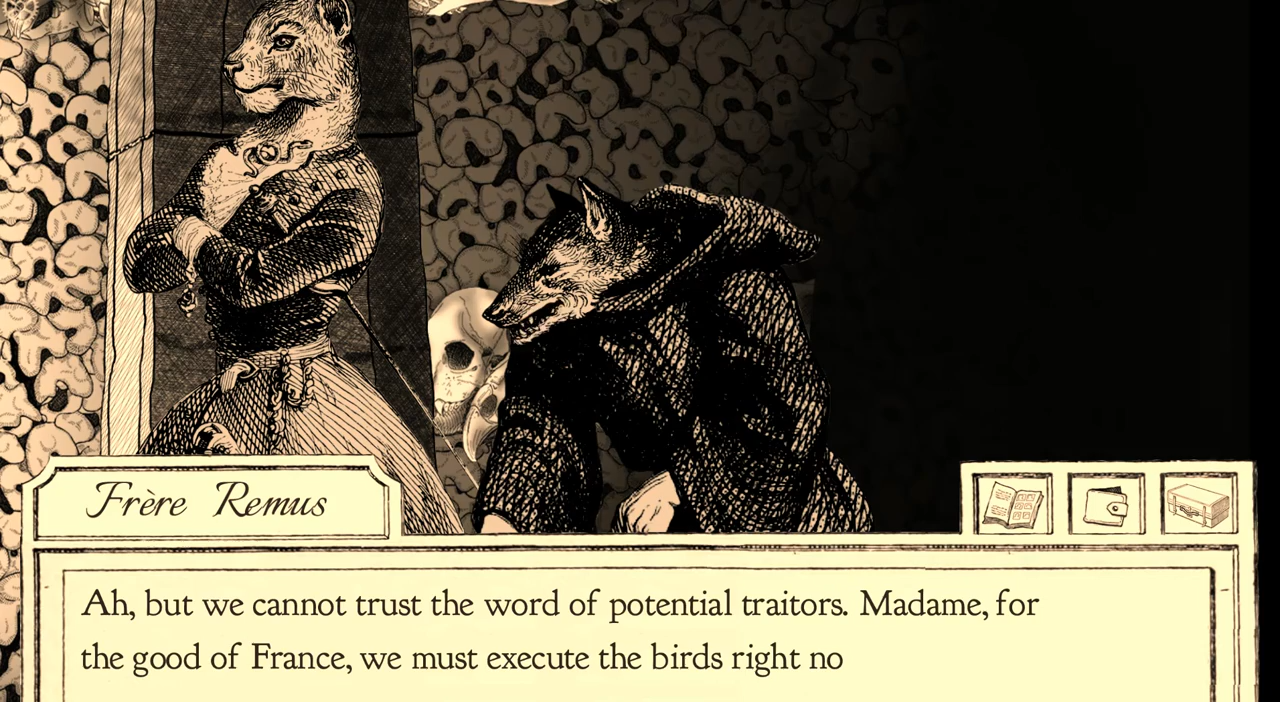 Frère Remus
Ah, but we cannot trust the word of potential traitors. Madame, for
the good of France, we must execute the birds right no